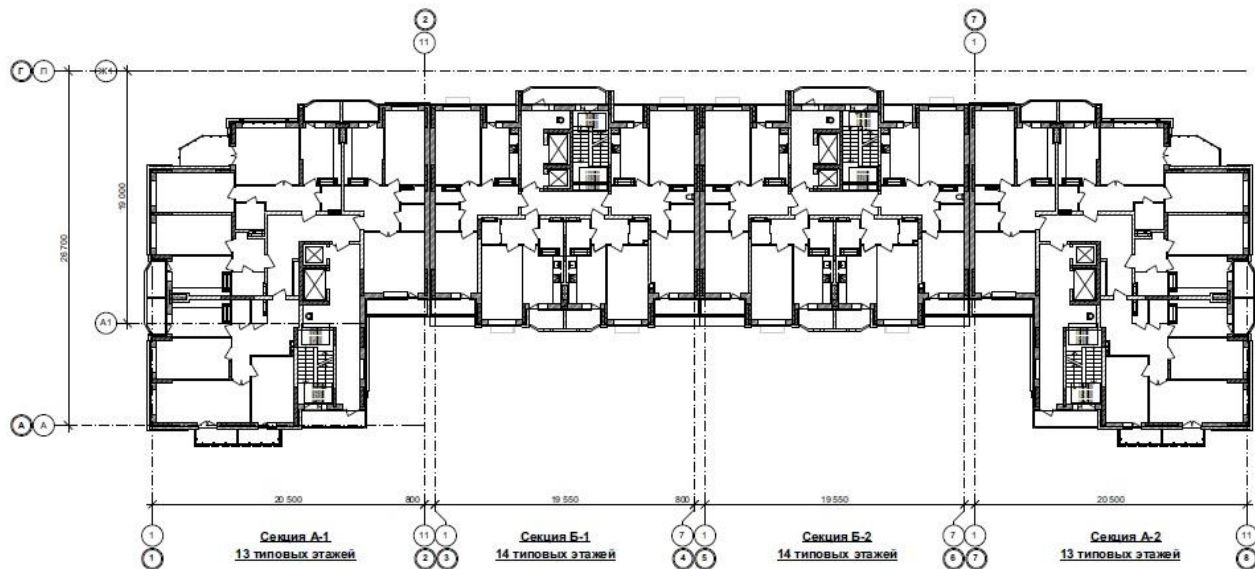 2
7
11
1
Г П Ж1
19 000
26 700
А1
А А
20 500 800 19 550 800 19 550 20 500
1 11 1 7 1 7 1 11
Секция А-1 Секция Б-1 Секция Б-2 Секция А-2
13 типовых этажей 14 типовых этажей 14 типовых этажей 13 типовых этажей
1 2 3 4 5 6 7 8